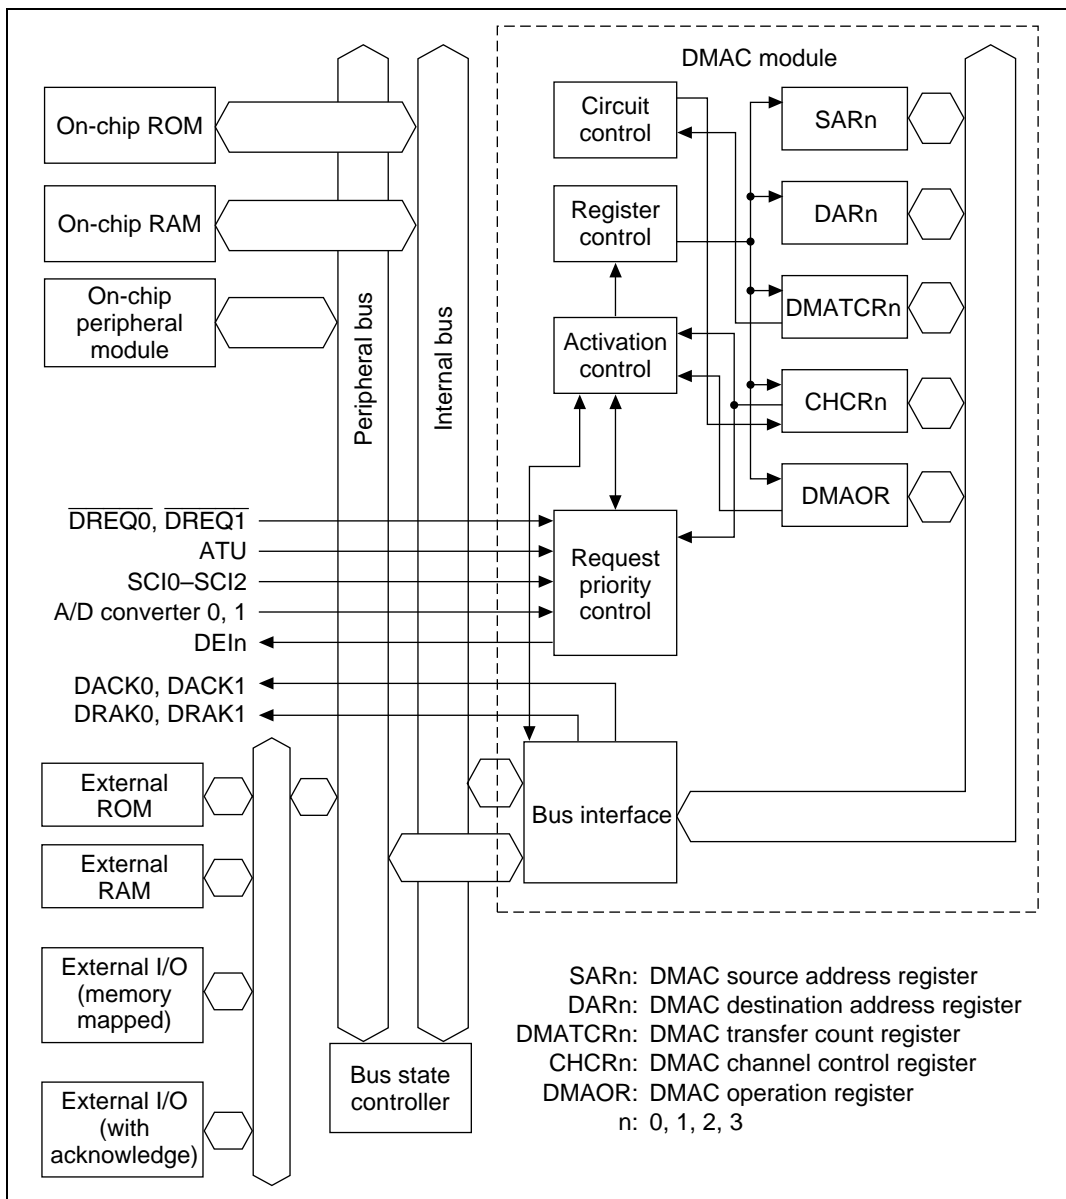 DMAC module
On-chip ROM
On-chip RAM
On-chip
peripheral
module
Peripheral bus
Internal bus
Circuit
control
Register
control
Activation
control
Request
priority
control
SARn
DARn
DMATCRn
CHCRn
DMAOR
D̅R̅E̅Q̅0̅, D̅R̅E̅Q̅1̅
ATU
SCI0–SCI2
A/D converter 0, 1
DEIn
DACK0, DACK1
DRAK0, DRAK1
External
ROM
External
RAM
External I/O
(memory
mapped)
External I/O
(with
acknowledge)
Bus interface
Bus state
controller
SARn: DMAC source address register
DARn: DMAC destination address register
DMATCRn: DMAC transfer count register
CHCRn: DMAC channel control register
DMAOR: DMAC operation register
n: 0, 1, 2, 3